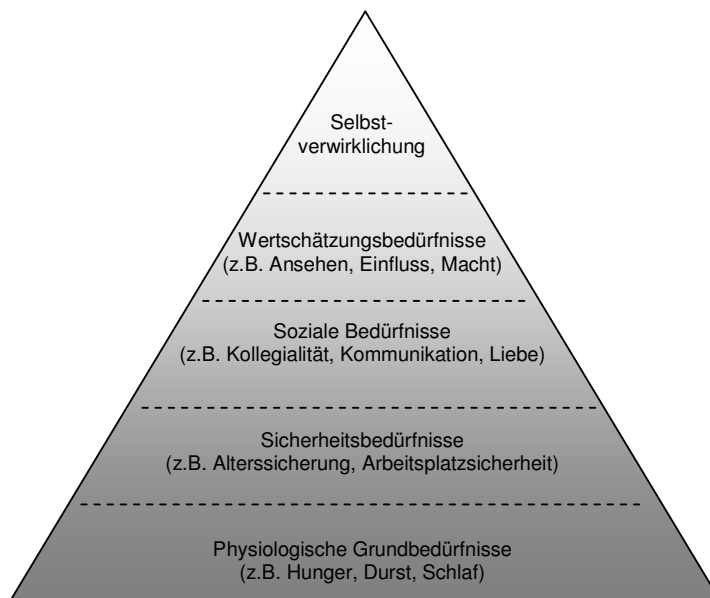 Selbst-
verwirklichung
Wertschätzungsbedürfnisse
(z.B. Ansehen, Einfluss, Macht)
Soziale Bedürfnisse
(z.B. Kollegialität, Kommunikation, Liebe)
Sicherheitsbedürfnisse
(z.B. Alterssicherung, Arbeitsplatzsicherheit)
Physiologische Grundbedürfnisse
(z.B. Hunger, Durst, Schlaf)